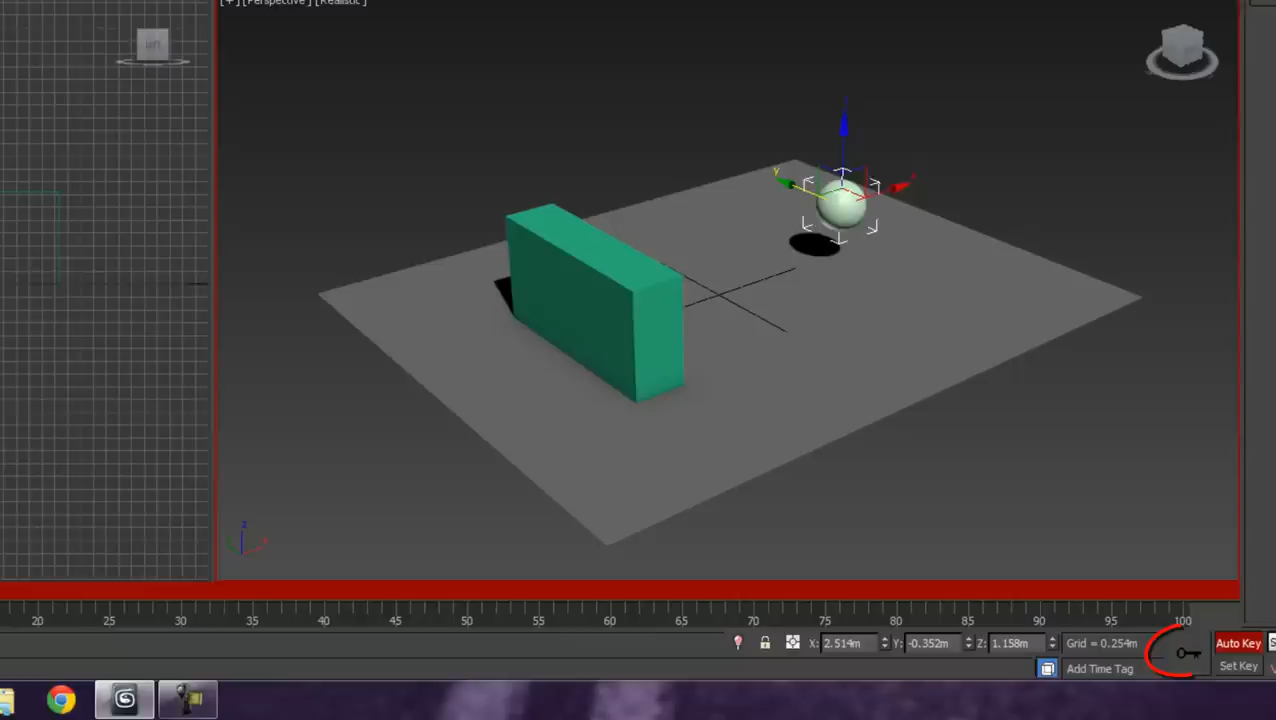 [+][Perspective][Realistic]
LEFT
y
z
20 25 30 35 40 45 50 55 60 65 70 75 80 85 90 95 100
X: 2.514m Y: -0.352m Z: 1.158m Grid = 0.254m Auto Key
Add Time Tag Set Key